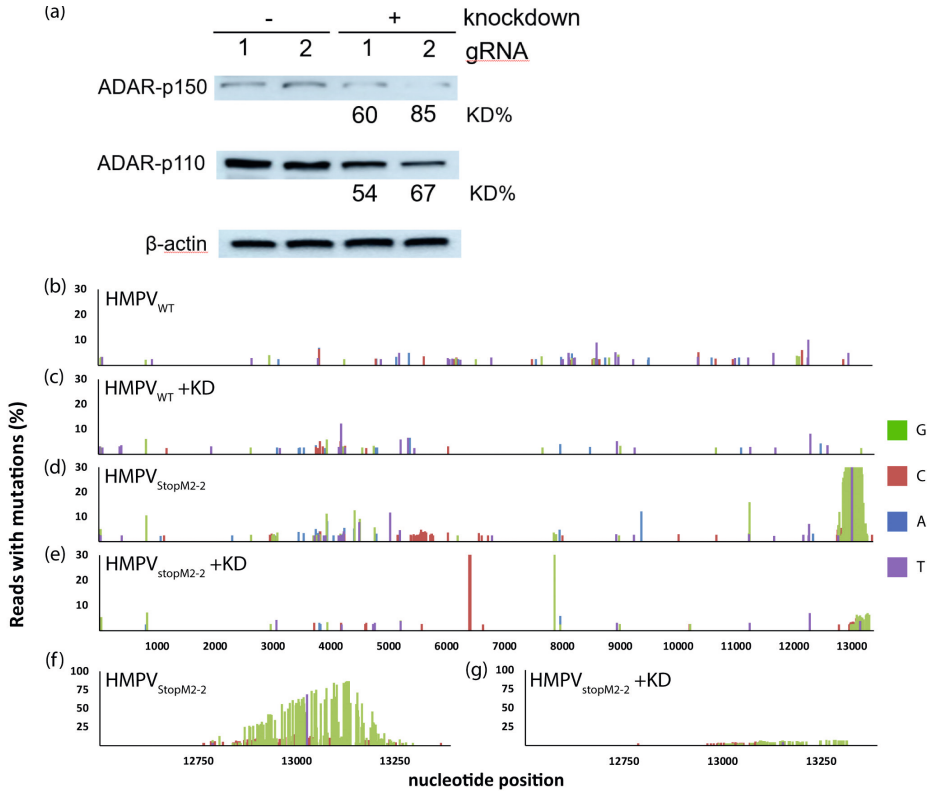 (a)
- + knockdown
1 2 1 2 gRNA
ADAR-p150
60 85 KD%
ADAR-p110
54 67 KD%
β-actin
(b)
30
HMPVWT
20
10
(c)
30
HMPVWT +KD
20
10
(d)
30
HMPVStopM2-2
20
10
(e)
30
HMPVstopM2-2 +KD
20
10
1000 2000 3000 4000 5000 6000 7000 8000 9000 10000 11000 12000 13000
Reads with mutations (%)
G
C
A
T
(f)
100
HMPVStopM2-2
75
50
25
12750 13000 13250
(g)
100
HMPVstopM2-2 +KD
75
50
25
12750 13000 13250
nucleotide position